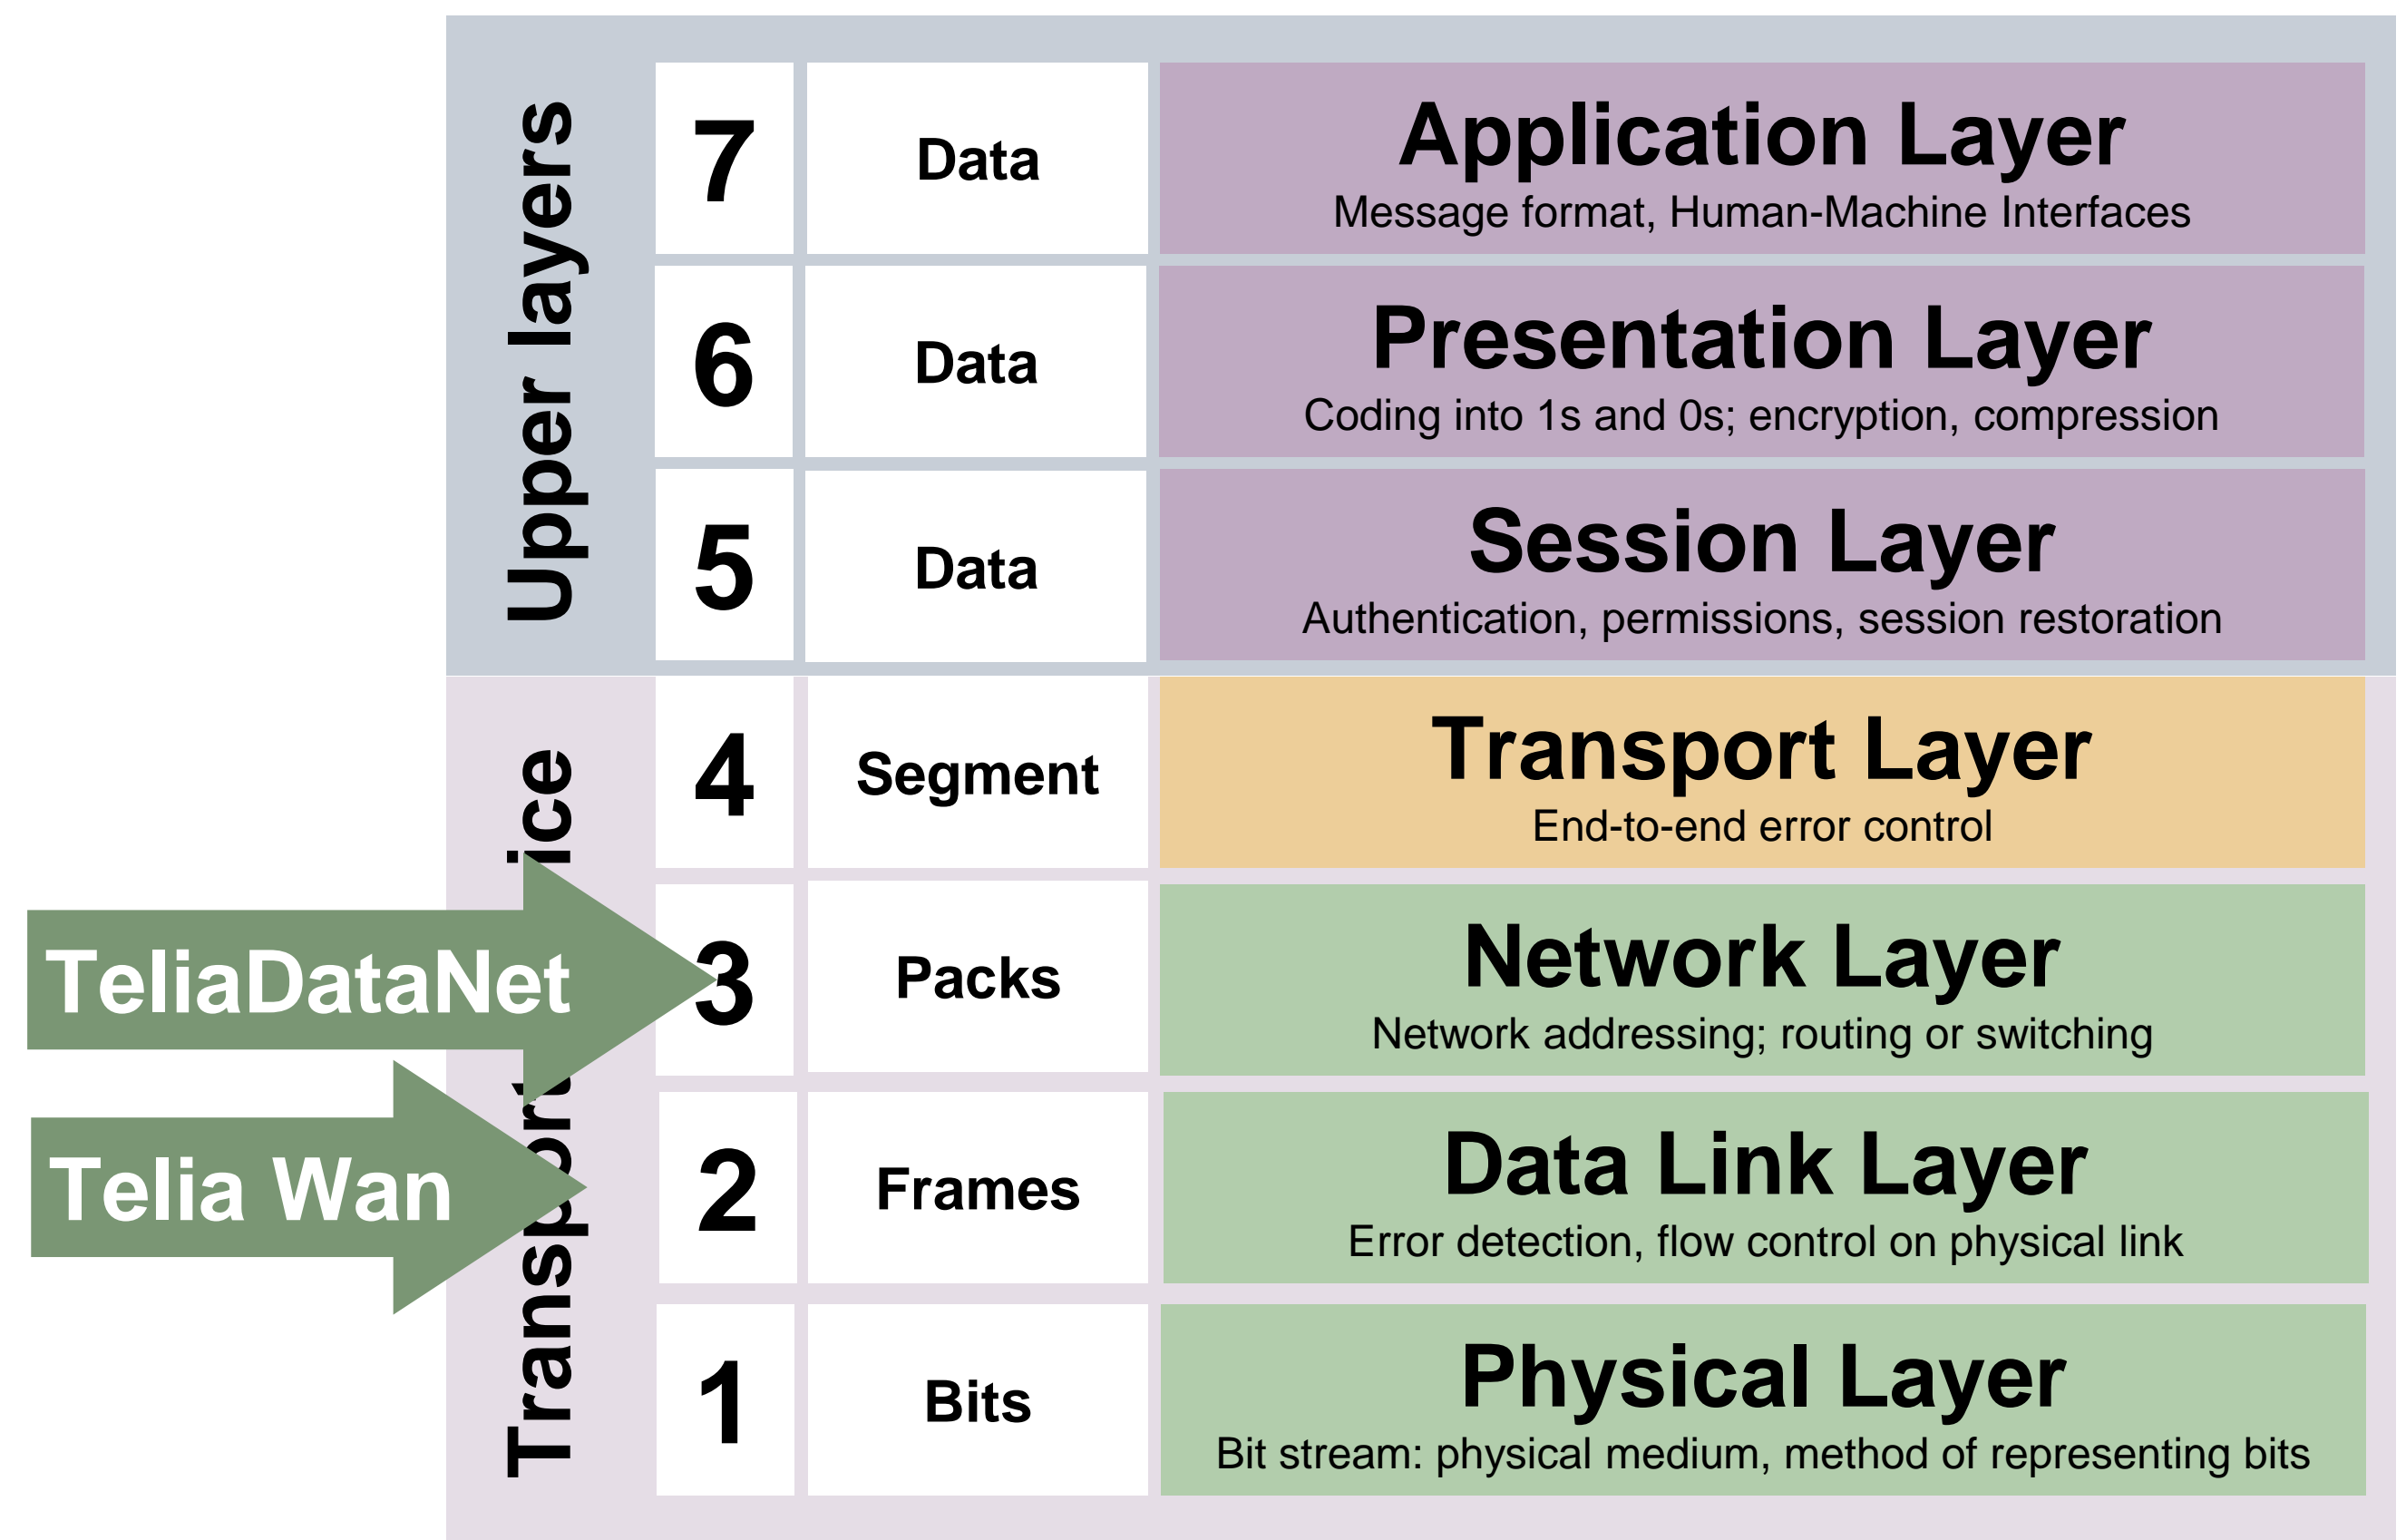 Upper layers
7
Data
Application Layer
Message format, Human-Machine Interfaces
6
Data
Presentation Layer
Coding into 1s and 0s; encryption, compression
5
Data
Session Layer
Authentication, permissions, session restoration
Transport
4
Segment
Transport Layer
End-to-end error control
TeliaDataNet
3
Packs
Network Layer
Network addressing; routing or switching
Telia Wan
2
Frames
Data Link Layer
Error detection, flow control on physical link
1
Bits
Physical Layer
Bit stream: physical medium, method of representing bits